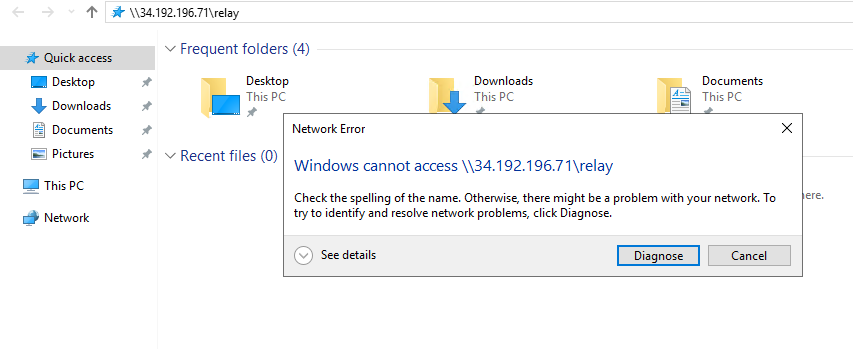 \\34.192.196.71\relay
Quick access
Desktop
Downloads
Documents
Pictures
This PC
Network
Frequent folders (4)
Desktop
This PC
Downloads
This PC
Documents
This PC
Recent files (0)
here.
Network Error
Windows cannot access \\34.192.196.71\relay
Check the spelling of the name. Otherwise, there might be a problem with your network. To
try to identify and resolve network problems, click Diagnose.
See details
Diagnose
Cancel